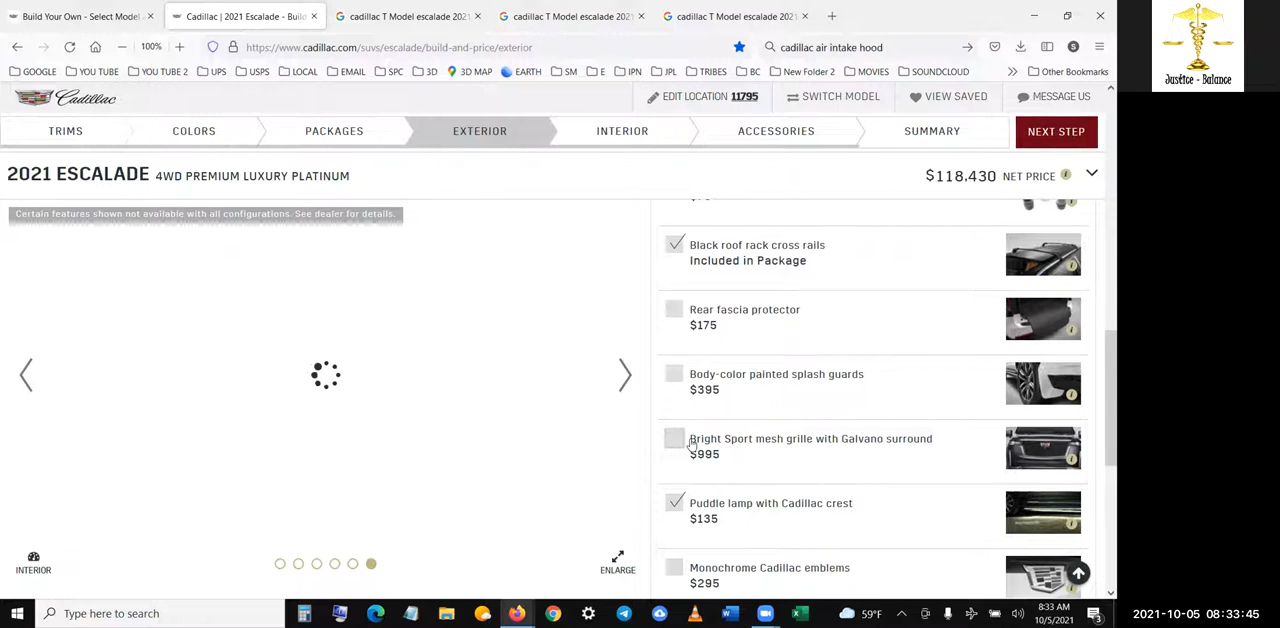 Build Your Own - Select Model
Cadillac | 2021 Escalade - Build
cadillac T Model escalade 2021
cadillac T Model escalade 2021
cadillac T Model escalade 2021
100%
https://www.cadillac.com/suvs/escalade/build-and-price/exterior
cadillac air intake hood
S
GOOGLE YOU TUBE YOU TUBE 2 UPS USPS LOCAL EMAIL SPC 3D 3D MAP EARTH SM E IPN JPL TRIBES BC New Folder 2 MOVIES SOUNDCLOUD Other Bookmarks
Cadillac
EDIT LOCATION 11795 SWITCH MODEL VIEW SAVED MESSAGE US
TRIMS COLORS PACKAGES EXTERIOR INTERIOR ACCESSORIES SUMMARY NEXT STEP
2021 ESCALADE 4WD PREMIUM LUXURY PLATINUM $118,430 NET PRICE i
Certain features shown not available with all configurations. See dealer for details.
Black roof rack cross rails
Included in Package
Rear fascia protector
$175
Body-color painted splash guards
$395
Bright Sport mesh grille with Galvano surround
$995
Puddle lamp with Cadillac crest
$135
Monochrome Cadillac emblems
$295
INTERIOR
ENLARGE
Type here to search
59°F
8:33 AM
10/5/2021
3
Justice - Balance
2021-10-05 08:33:45